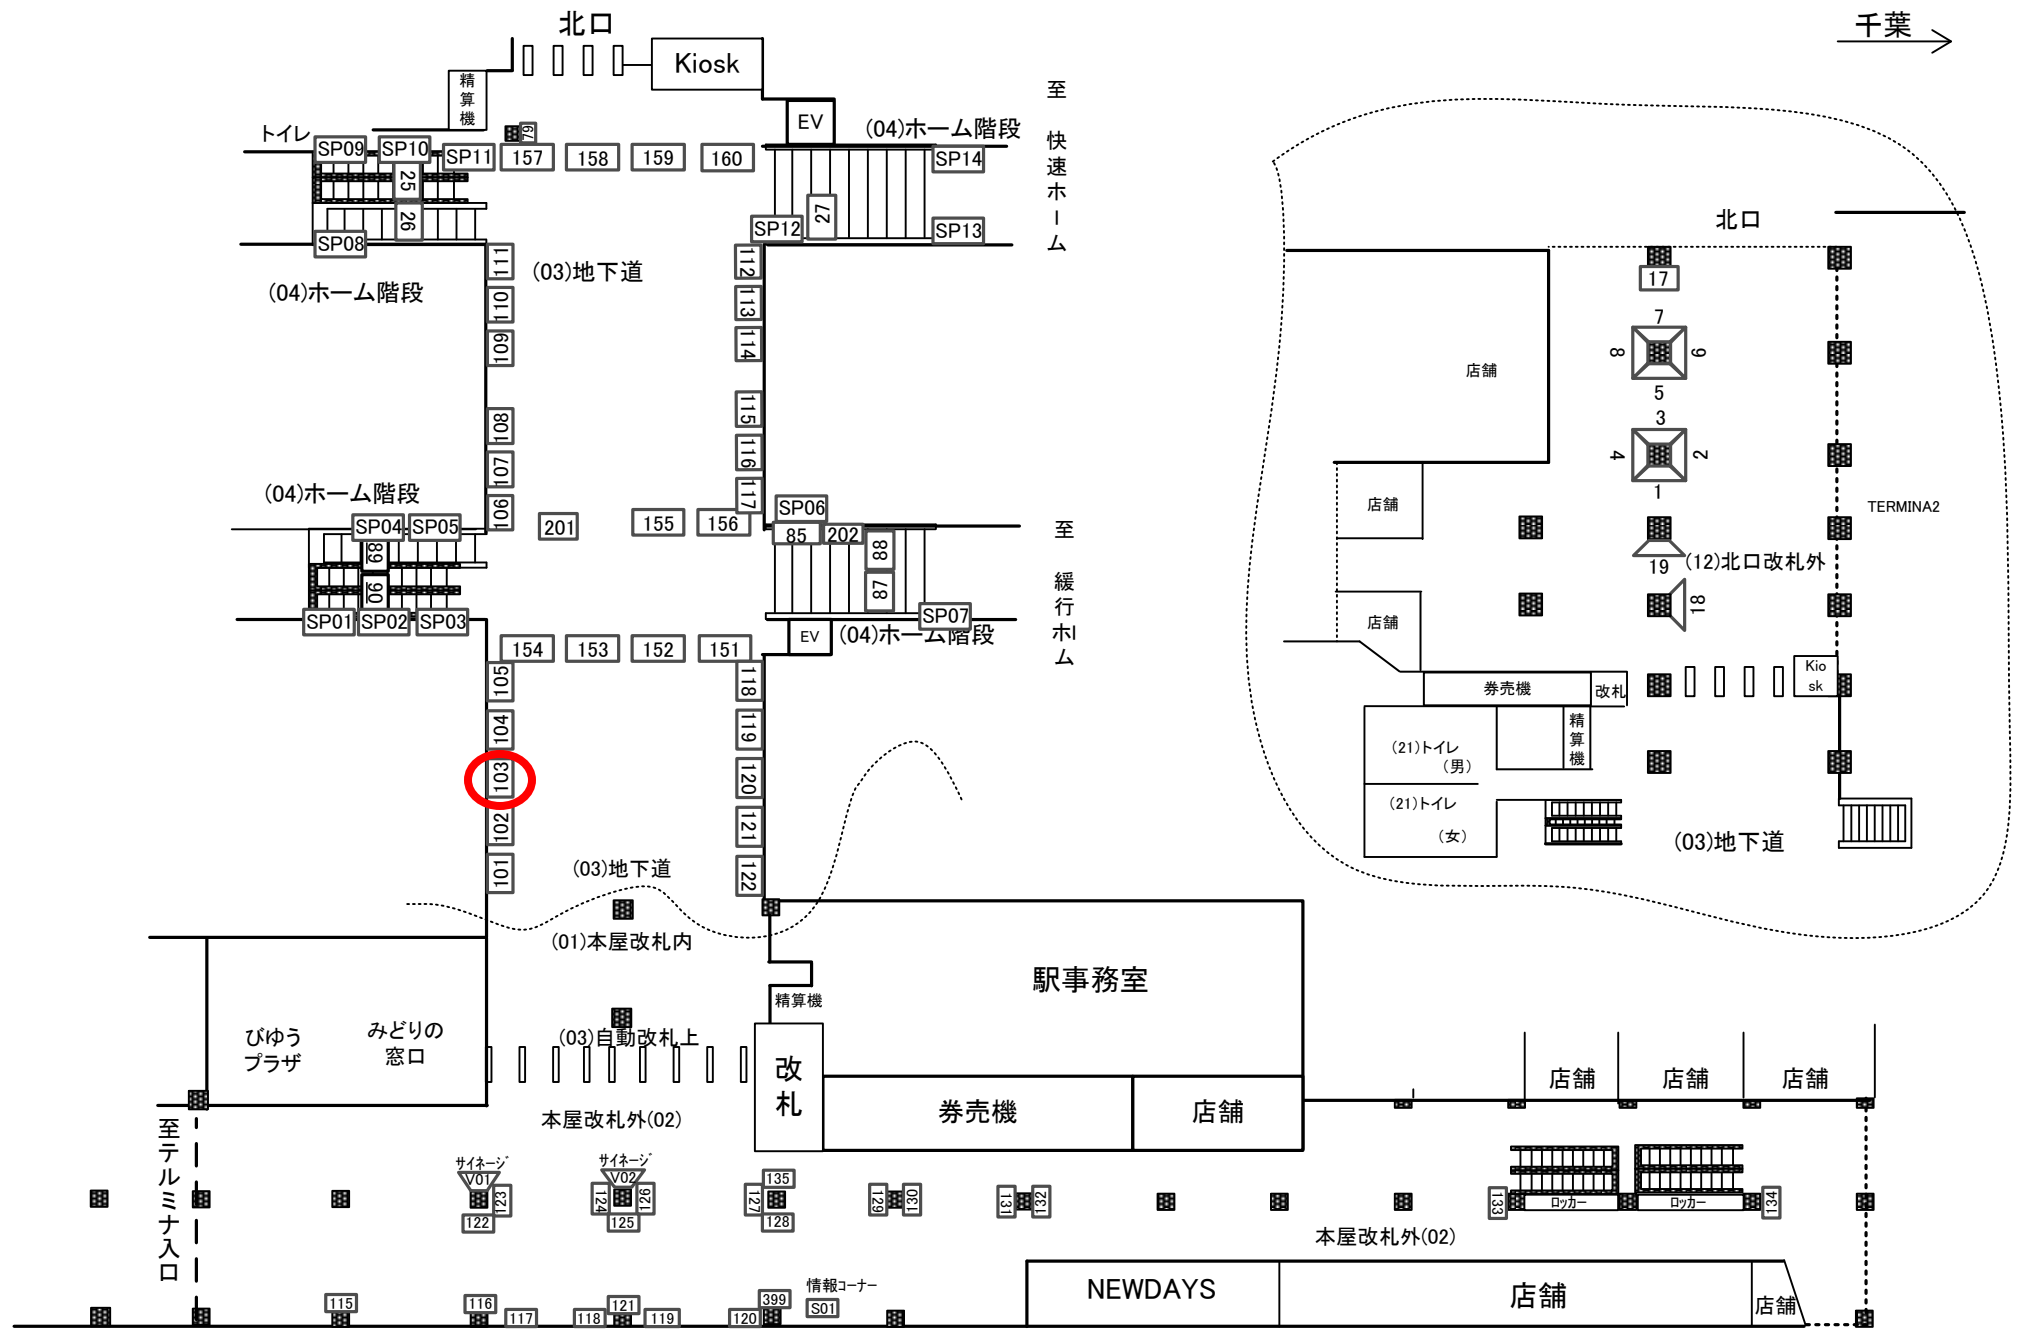 北口
Kiosk
精算機
EV
トイレ
79
(04)ホーム階段
SP09
SP10
SP11
157
158
159
160
SP14
25
26
27
SP12
SP13
SP08
至 快速ホーム
(04)ホーム階段
(03)地下道
111
110
109
108
107
106
112
113
114
115
116
117
(04)ホーム階段
SP04
SP05
201
155
156
SP06
85
202
88
87
89
90
SP01
SP02
SP03
SP07
EV
(04)ホーム階段
至 緩行ホーム
154
153
152
151
105
104
103
102
101
118
119
120
121
122
(03)地下道
(01)本屋改札内
精算機
(03)自動改札上
びゆう
プラザ
みどりの
窓口
改札
駅事務室
券売機
店舗
本屋改札外(02)
至テルミナ入口
サイネージ
V01
123
122
サイネージ
V02
124
126
125
135
127
128
129
130
131
132
133
ロッカー
ロッカー
134
店舗
店舗
店舗
本屋改札外(02)
115
116
117
118
121
119
120
399
情報コーナー
S01
NEWDAYS
店舗
店舗
千葉
北口
17
7
8
6
5
3
4
2
1
19
18
(12)北口改札外
TERMINA2
店舗
店舗
店舗
券売機
改札
精算機
Kio
sk
(21)トイレ
(男)
(21)トイレ
(女)
(03)地下道